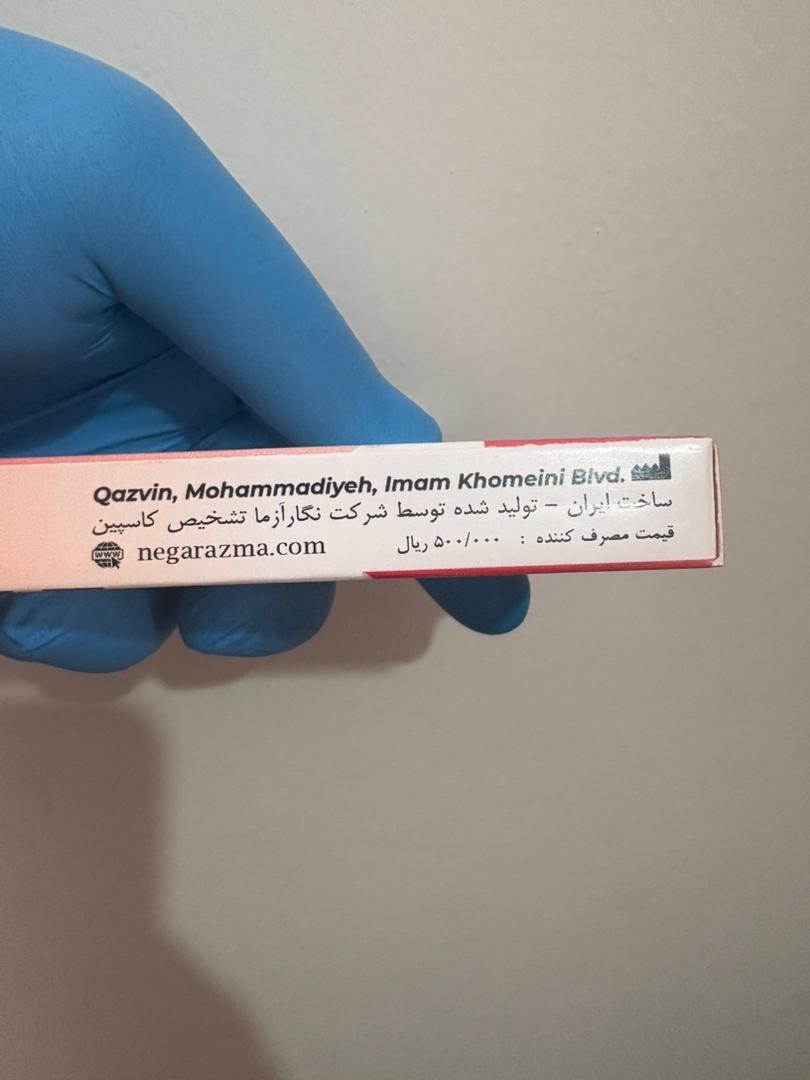 Qazvin, Mohammadiyeh, Imam Khomeini Blvd.
ساخت ایران - تولید شده توسط شرکت نگارآزما تشخیص کاسپین
قیمت مصرف کننده : ۵۰۰/۰۰۰ ریال
www negarazma.com